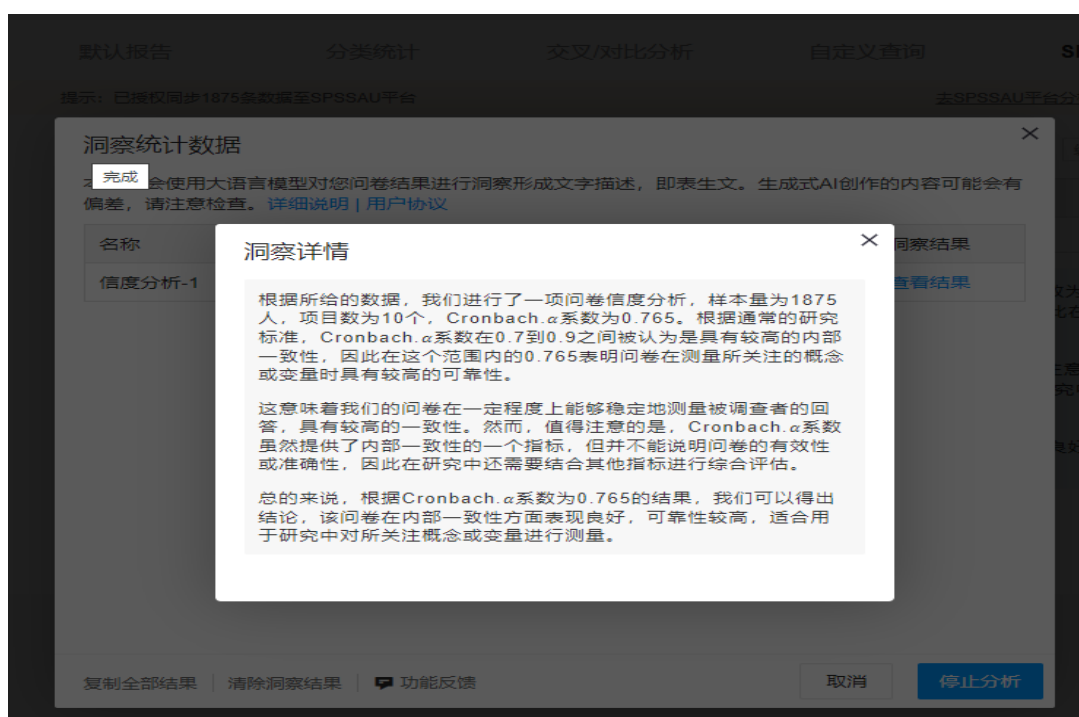 默认报告
分类统计
交叉/对比分析
自定义查询
提示：已授权同步1875条数据至SPSSAU平台
去SPSSAU平台分
洞察统计数据
完成
会使用大语言模型对您问卷结果进行洞察形成文字描述，即表生文。生成式AI创作的内容可能会有
偏差，请注意检查。详细说明 | 用户协议
名称
洞察结果
信度分析-1
查看结果
洞察详情
根据所给的数据，我们进行了一项问卷信度分析，样本量为1875
人，项目数为10个，Cronbach.α系数为0.765。根据通常的研究
标准，Cronbach.α系数在0.7到0.9之间被认为是具有较高的内部
一致性，因此在这个范围内的0.765表明问卷在测量所关注的概念
或变量时具有较高的可靠性。
这意味着我们的问卷在一定程度上能够稳定地测量被调查者的回
答，具有较高的一致性。然而，值得注意的是，Cronbach.α系数
虽然提供了内部一致性的一个指标，但并不能说明问卷的有效性
或准确性，因此在研究中还需要结合其他指标进行综合评估。
总的来说，根据Cronbach.α系数为0.765的结果，我们可以得出
结论，该问卷在内部一致性方面表现良好，可靠性较高，适合用
于研究中对所关注概念或变量进行测量。
复制全部结果 | 清除洞察结果 | 功能反馈
取消
停止分析